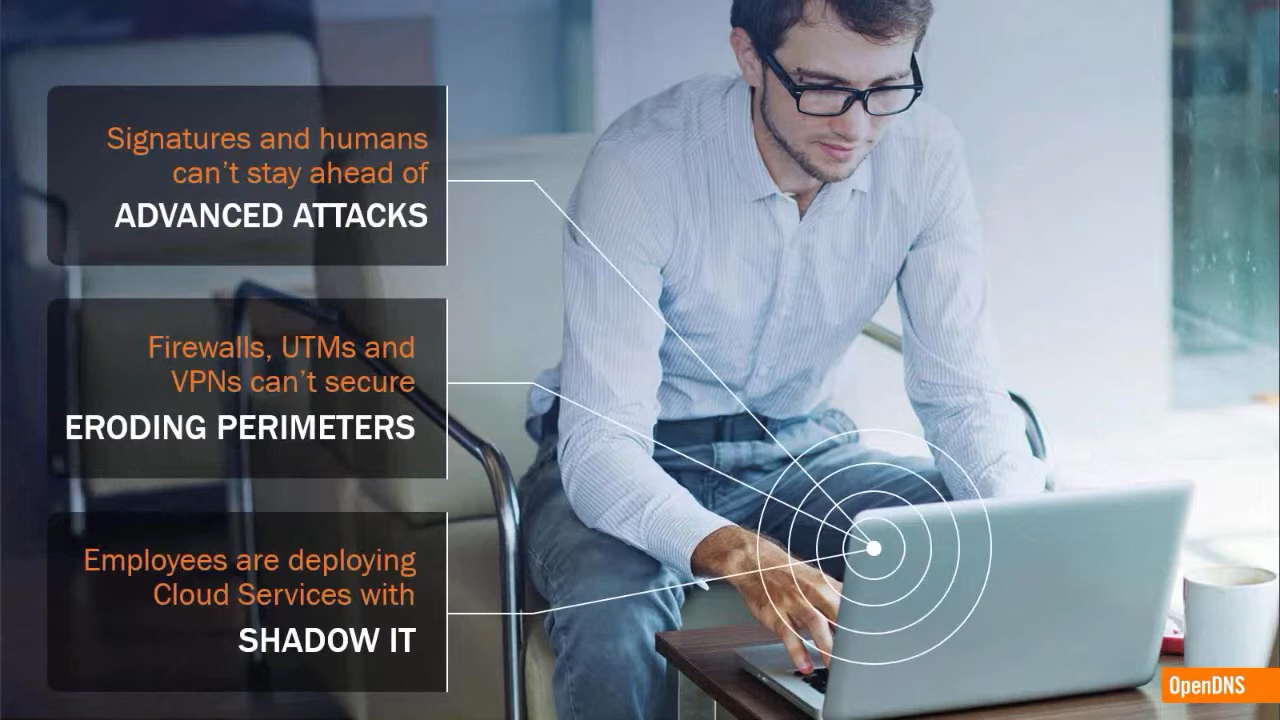 Signatures and humans
can’t stay ahead of
ADVANCED ATTACKS
Firewalls, UTMs and
VPNs can’t secure
ERODING PERIMETERS
Employees are deploying
Cloud Services with
SHADOW IT
OpenDNS